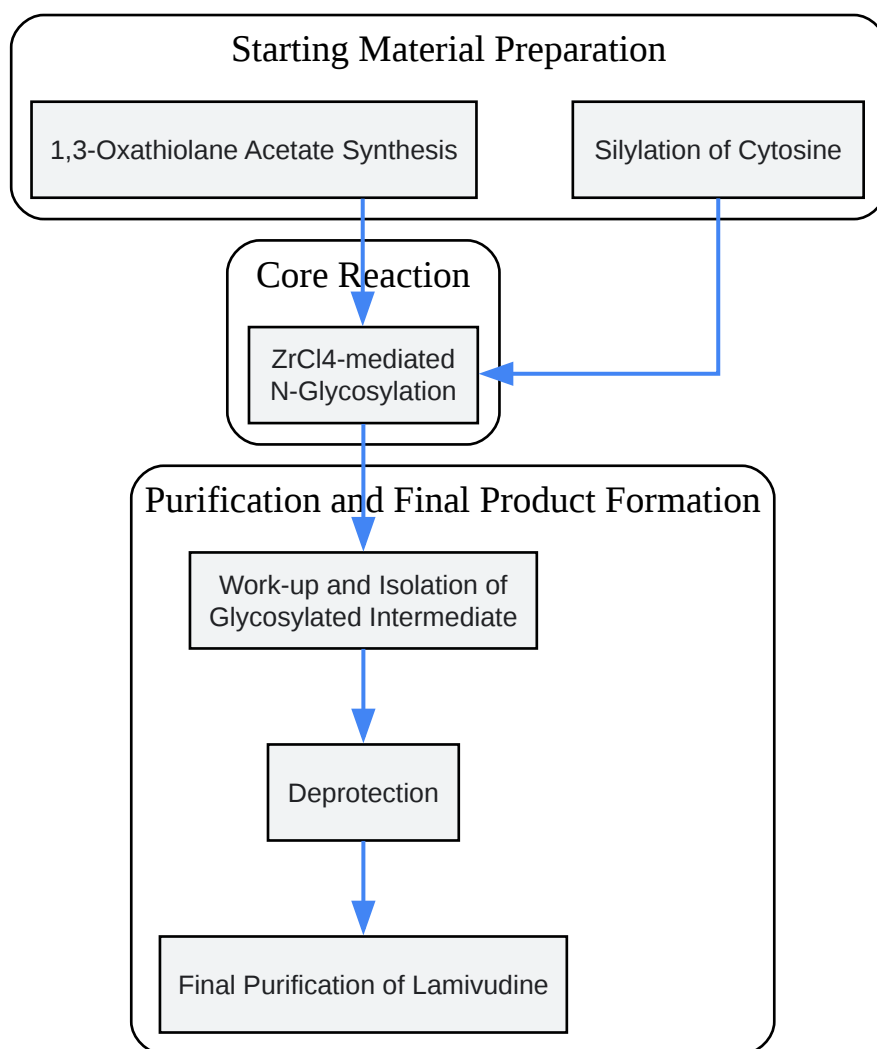 Starting Material Preparation
1,3-Oxathiolane Acetate Synthesis
Silylation of Cytosine
Core Reaction
ZrCl4-mediated
N-Glycosylation
Purification and Final Product Formation
Work-up and Isolation of
Glycosylated Intermediate
Deprotection
Final Purification of Lamivudine